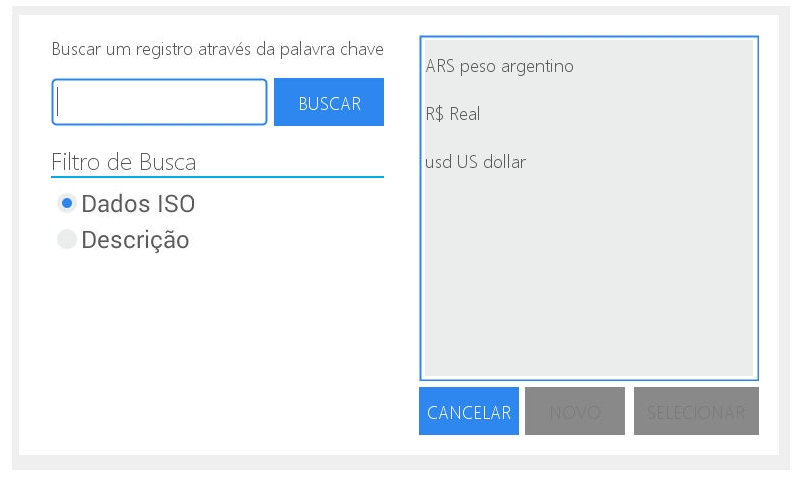 Buscar um registro através da palavra chave
BUSCAR
Filtro de Busca
Dados ISO
Descrição
ARS peso argentino
R$ Real
usd US dollar
CANCELAR
NOVO
SELECIONAR